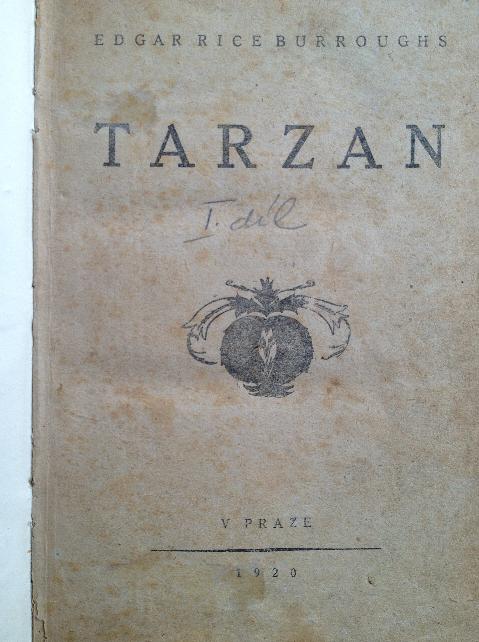 EDGAR RICE BURROUGHS
TARZAN
I. díl
V PRAZE
1920